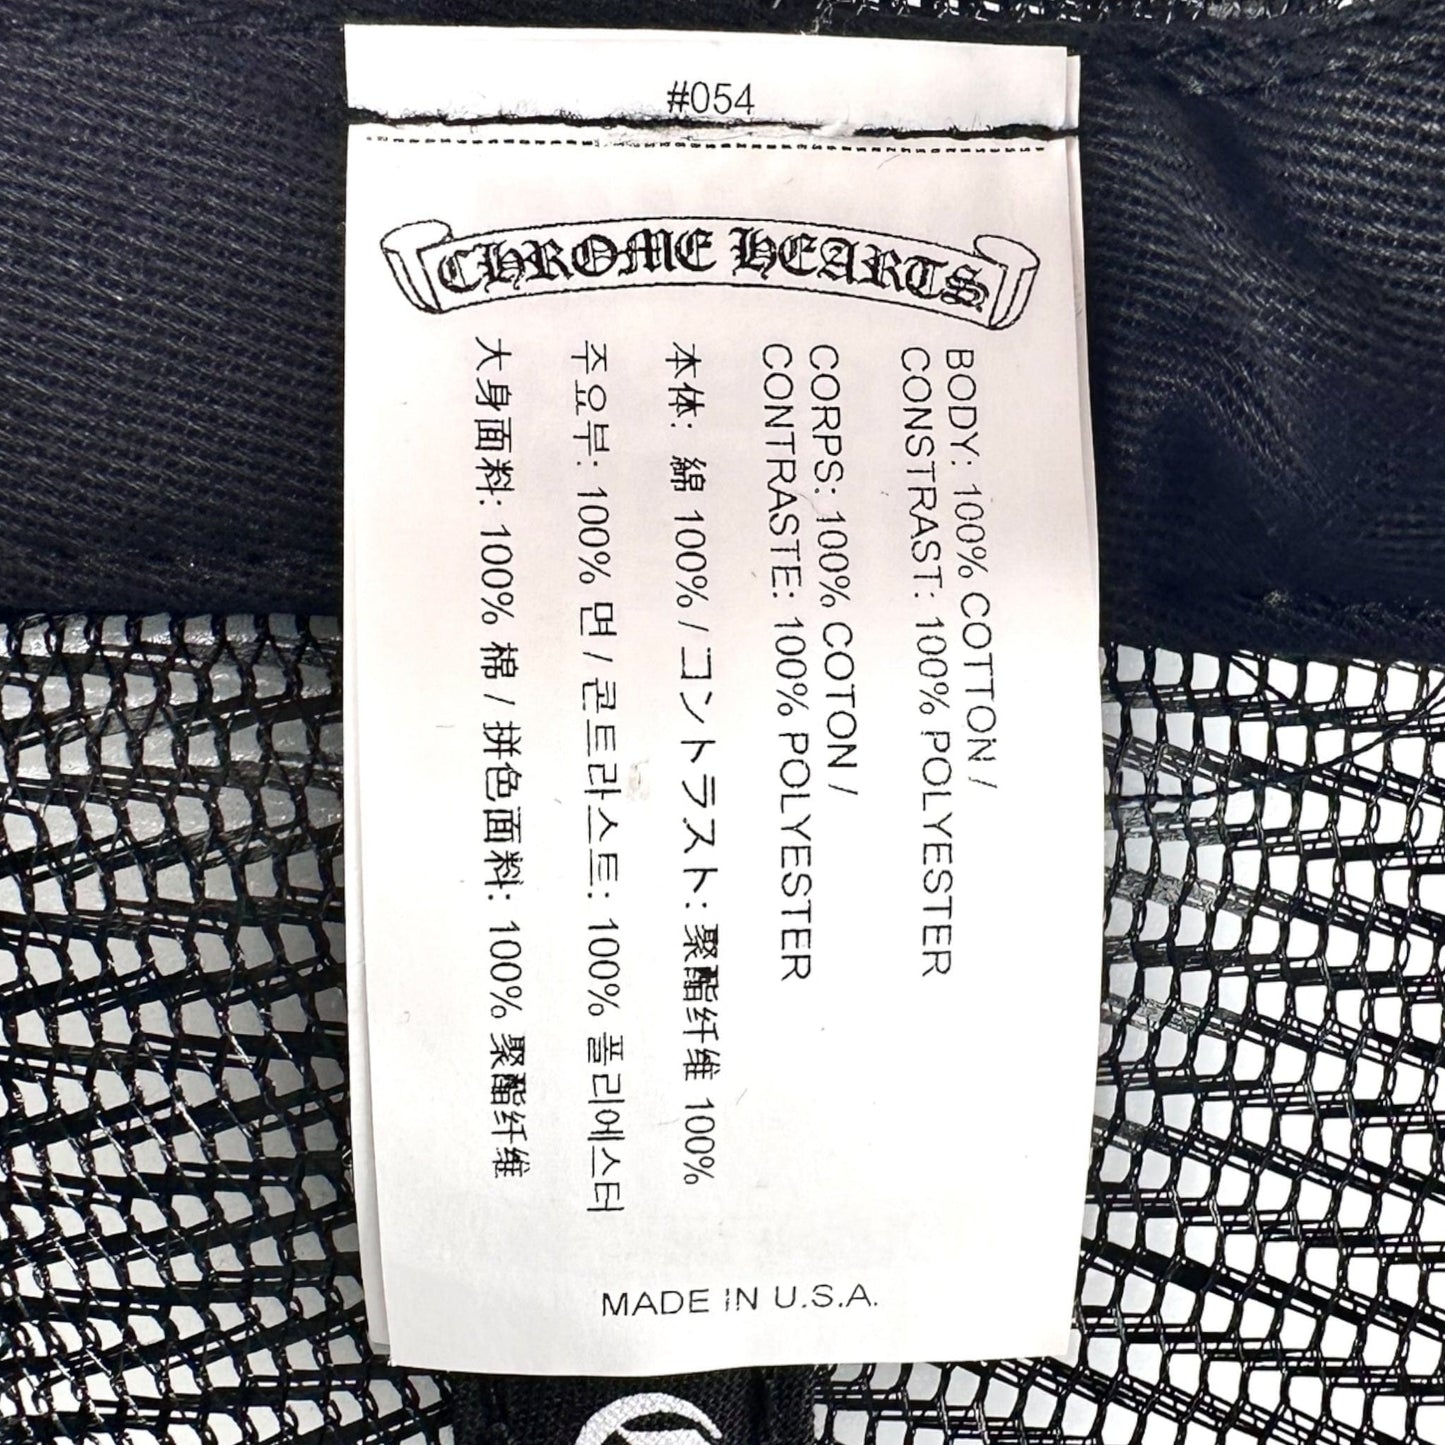 #054
CHROME HEARTS
BODY: 100% COTTON /
CONSTRAST: 100% POLYESTER
CORPS: 100% COTON /
CONTRASTE: 100% POLYESTER
本体: 綿 100% / コントラスト: 聚酯纤维 100%
주요부: 100% 면 / 콘트라스트: 100% 폴리에스터
大身面料: 100% 棉 / 拼色面料: 100% 聚酯纤维
MADE IN U.S.A.